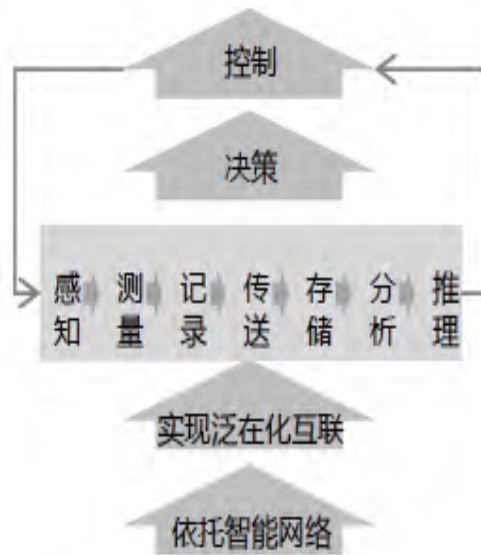 控制
决策
感知 测量 记录 传送 存储 分析 推理
实现泛在化互联
依托智能网络